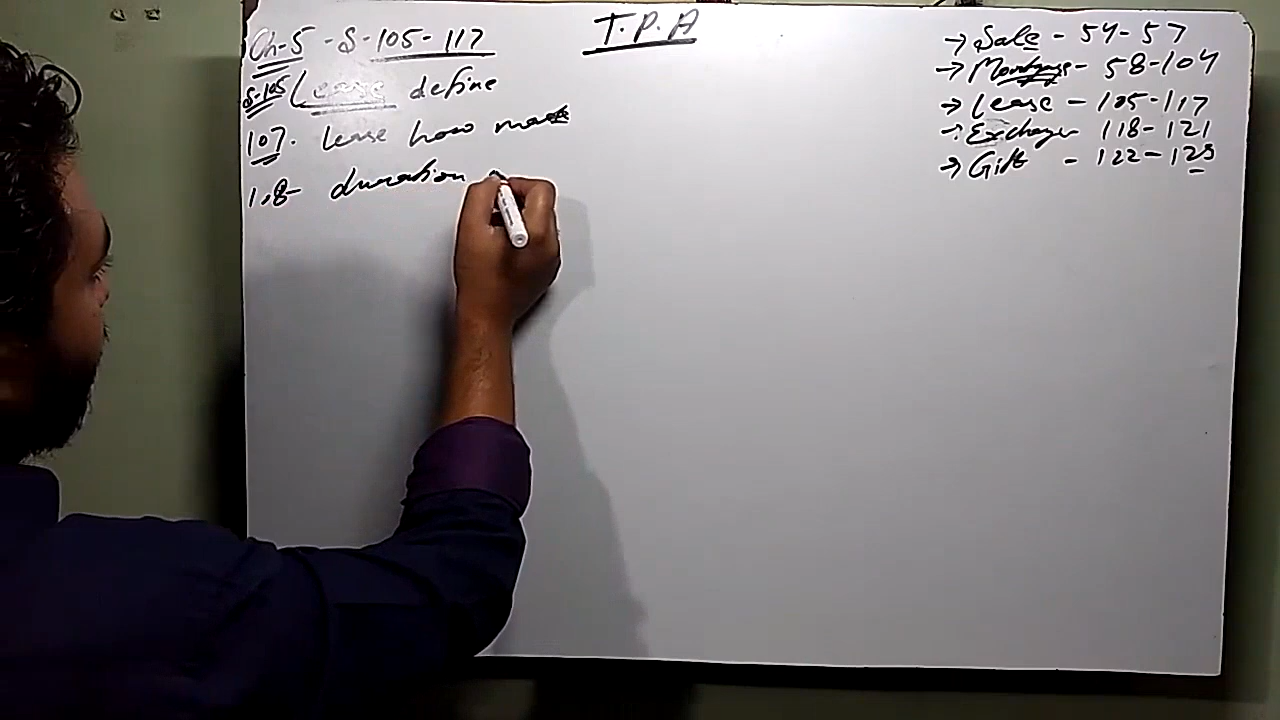 T.P.A
Ch-5 - S-105-117
S-105 (Lease define
107. lease how made
108- duration
→ Sale - 54-57
→ Mortgage - 58-104
→ Lease - 105-117
→ Exchange 118-121
→ Gift - 122-129